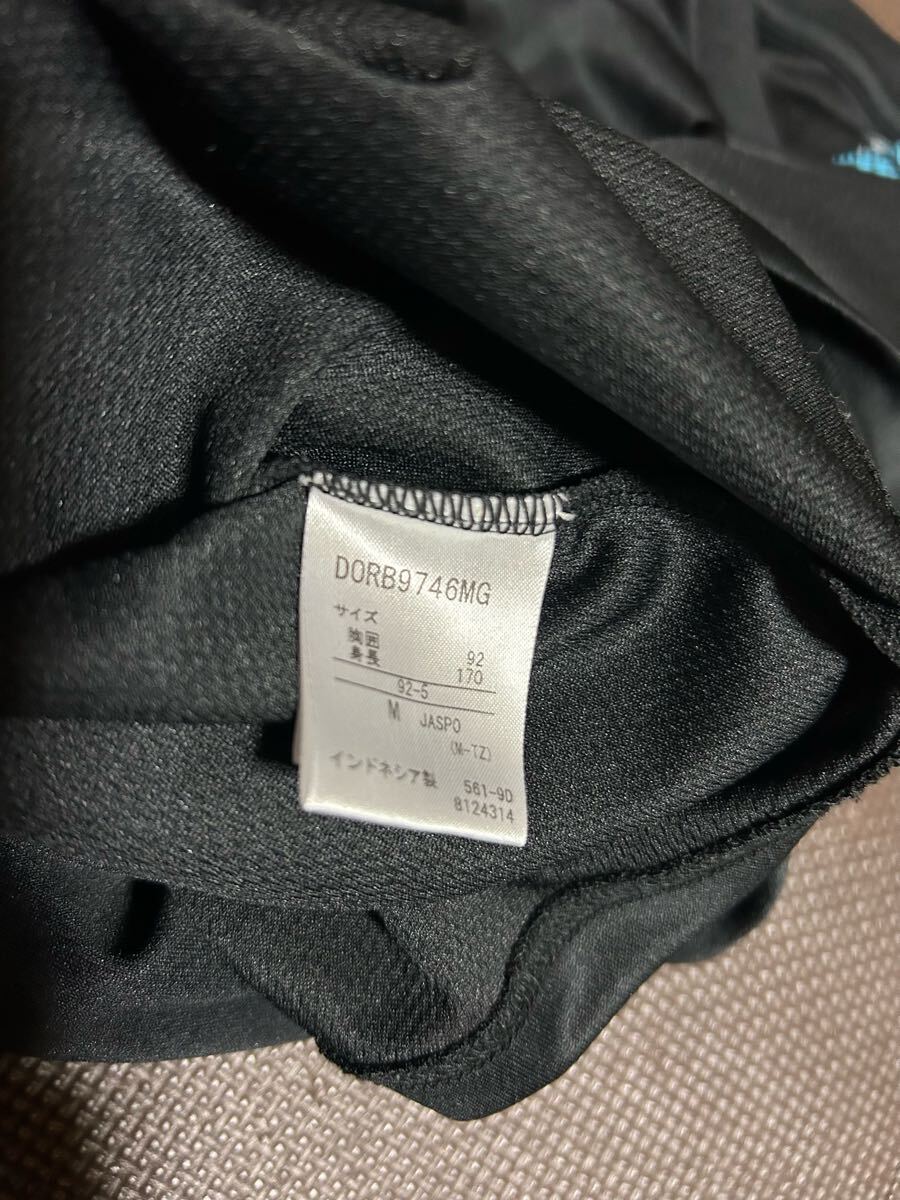 DORB9746MG
サイズ
胸囲 92
身長 170
92-5
M JASPO
(M-TZ)
インドネシア製 561-9D
8124314